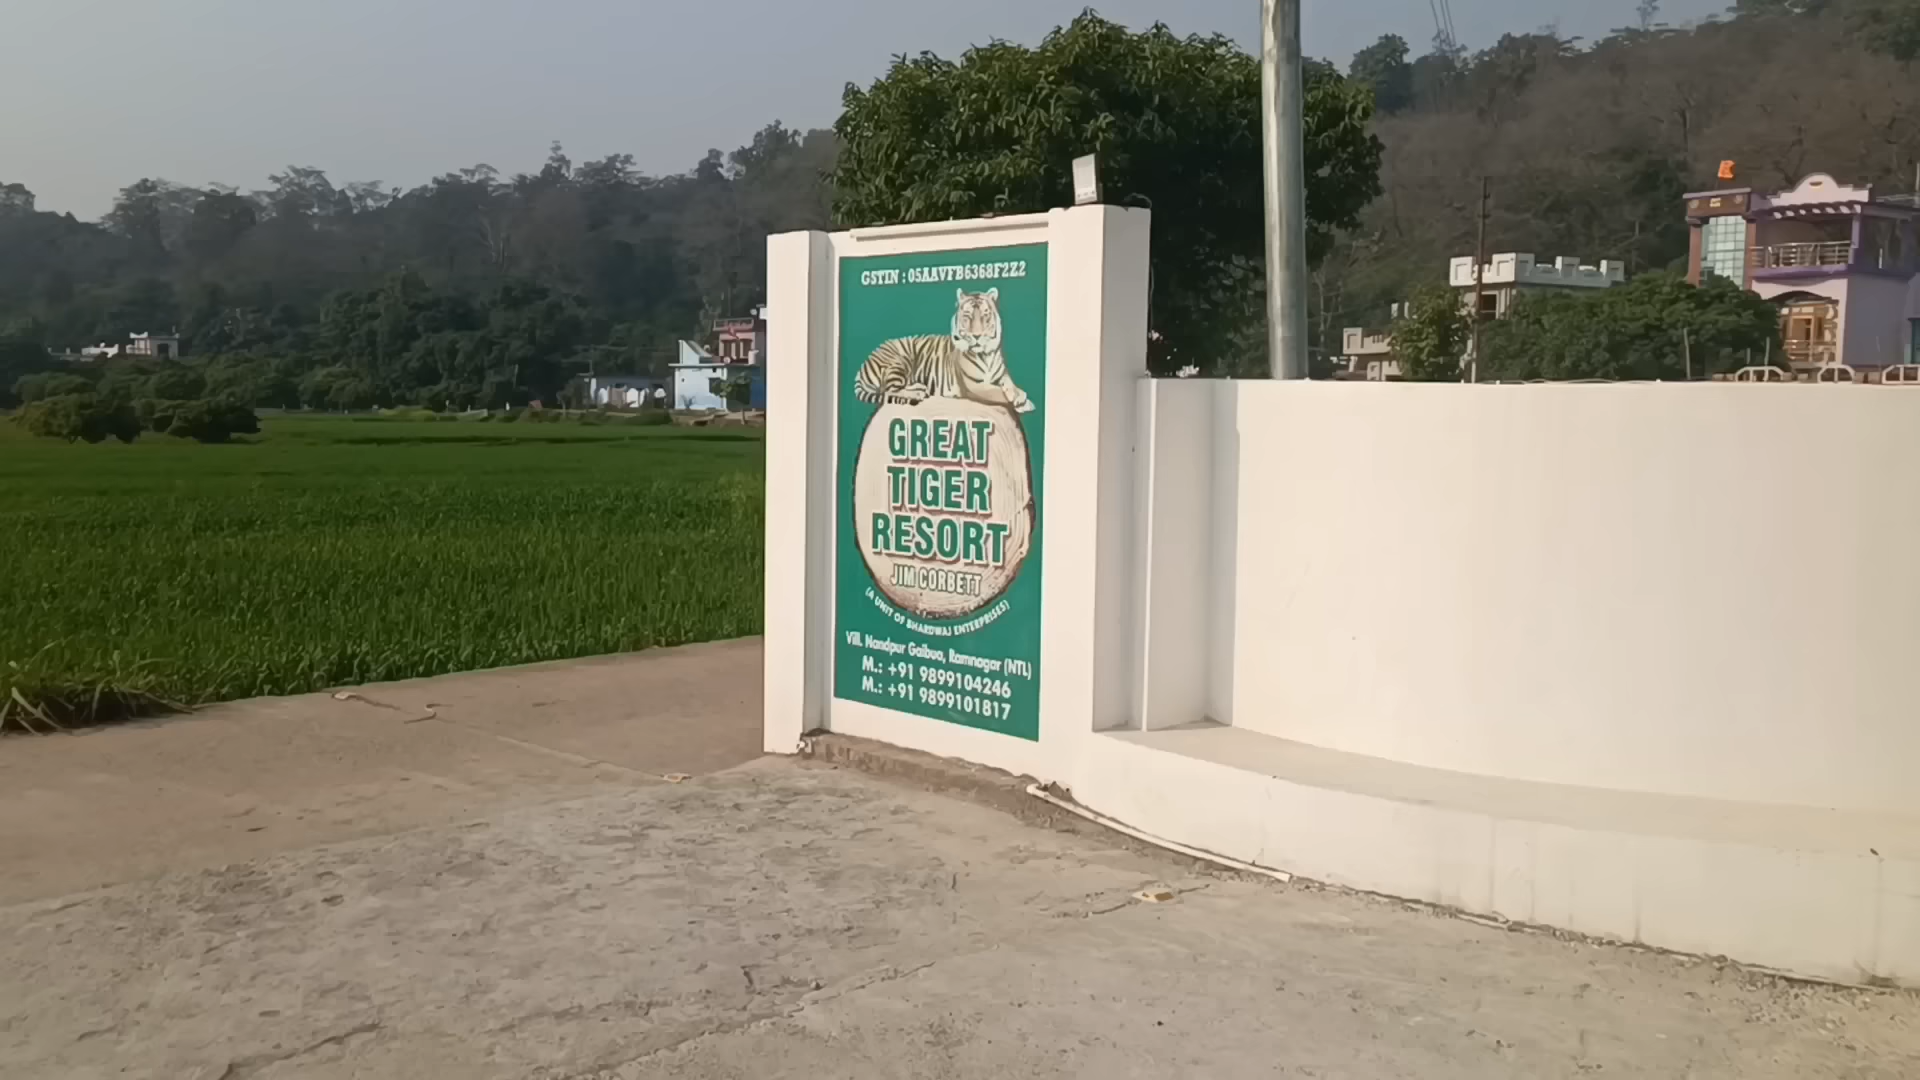 GSTIN : 05AAVFB6368F2Z2
GREAT
TIGER
RESORT
JIM CORBETT
(A UNIT OF BHARDWAJ ENTERPRISES)
Vill. Nandpur Gaibua, Ramnagar (NTL)
M.: +91 9899104246
M.: +91 9899101817